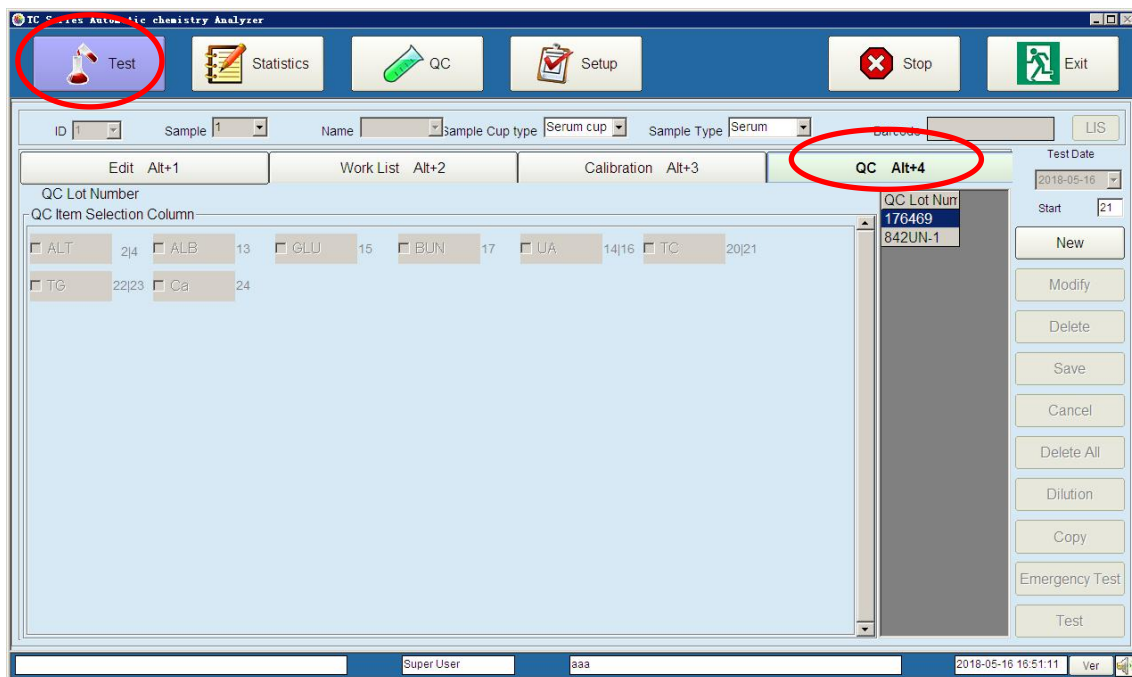 TC Series Automatic chemistry Analyzer
Test Statistics QC Setup Stop Exit
ID 1 Sample 1 Name Sample Cup type Serum cup Sample Type Serum Barcode LIS
Edit Alt+1 Work List Alt+2 Calibration Alt+3 QC Alt+4 Test Date
2018-05-16
QC Lot Number QC Lot Num
QC Item Selection Column 176469 Start 21
ALT 2|4 ALB 13 GLU 15 BUN 17 UA 14|16 TC 20|21 842UN-1 New
TG 22|23 Ca 24 Modify
Delete
Save
Cancel
Delete All
Dilution
Copy
Emergency Test
Test
Super User aaa 2018-05-16 16:51:11 Ver